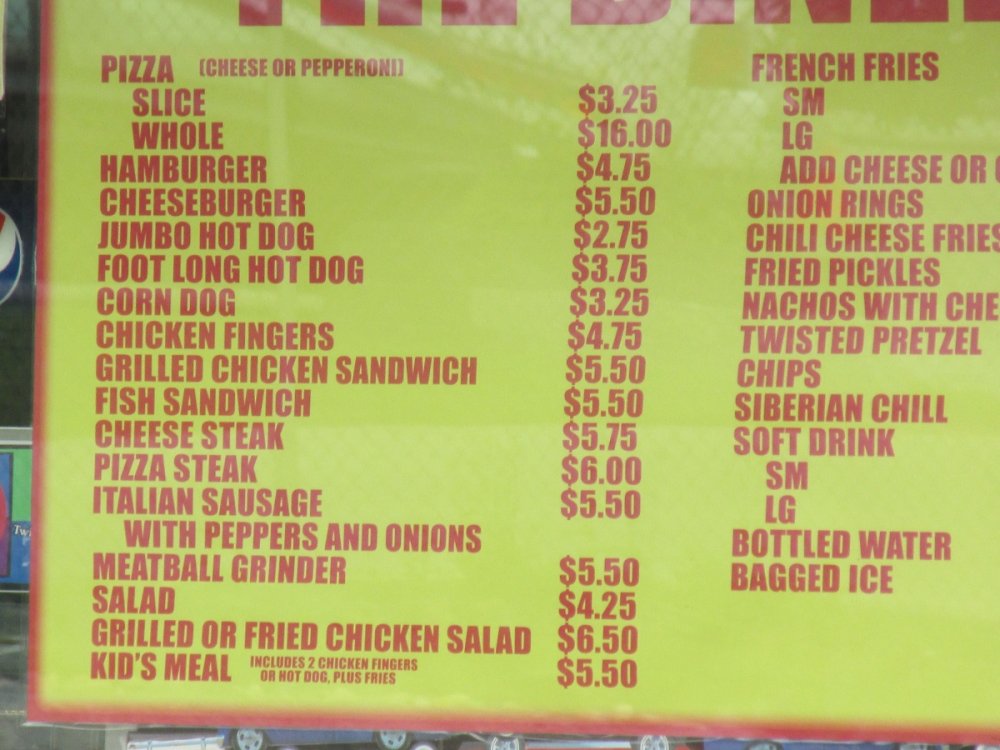 PIZZA (CHEESE OR PEPPERONI)
SLICE $3.25
WHOLE $16.00
HAMBURGER $4.75
CHEESEBURGER $5.50
JUMBO HOT DOG $2.75
FOOT LONG HOT DOG $3.75
CORN DOG $3.25
CHICKEN FINGERS $4.75
GRILLED CHICKEN SANDWICH $5.50
FISH SANDWICH $5.50
CHEESE STEAK $5.75
PIZZA STEAK $6.00
ITALIAN SAUSAGE $5.50
WITH PEPPERS AND ONIONS
MEATBALL GRINDER $5.50
SALAD $4.25
GRILLED OR FRIED CHICKEN SALAD $6.50
KID'S MEAL INCLUDES 2 CHICKEN FINGERS
OR HOT DOG, PLUS FRIES $5.50
FRENCH FRIES
SM
LG
ADD CHEESE OR
ONION RINGS
CHILI CHEESE FRIES
FRIED PICKLES
NACHOS WITH CHE
TWISTED PRETZEL
CHIPS
SIBERIAN CHILL
SOFT DRINK
SM
LG
BOTTLED WATER
BAGGED ICE